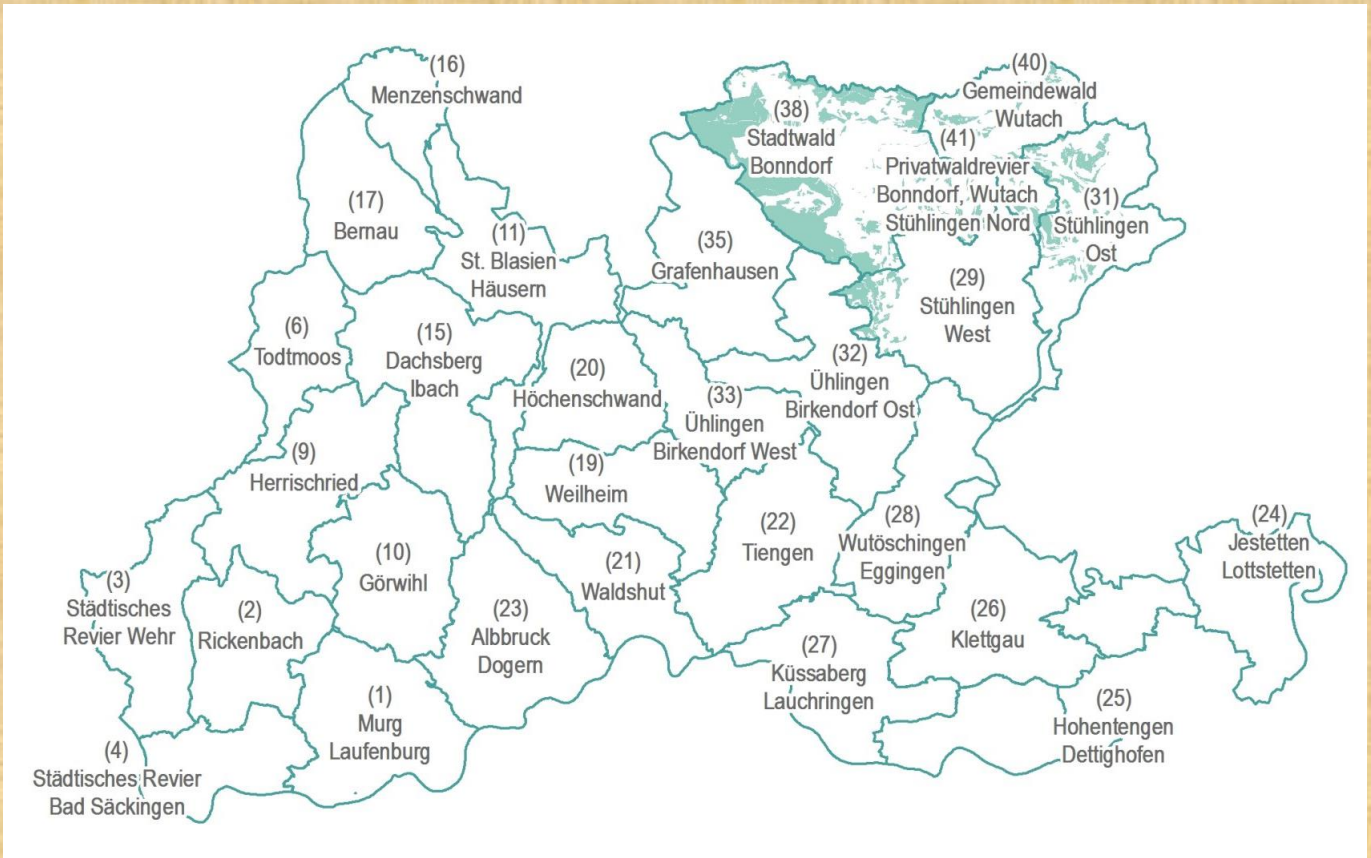 (16)
Menzenschwand
(40)
Gemeindewald
Wutach
(38)
Stadtwald
Bonndorf
(41)
Privatwaldrevier
Bonndorf, Wutach
Stühlingen Nord
(17)
Bernau
(11)
St. Blasien
Häusern
(35)
Grafenhausen
(31)
Stühlingen
Ost
(29)
Stühlingen
West
(6)
Todtmoos
(15)
Dachsberg
Ibach
(20)
Höchenschwand
(33)
Ühlingen
Birkendorf West
(32)
Ühlingen
Birkendorf Ost
(9)
Herrischried
(19)
Weilheim
(22)
Tiengen
(28)
Wutöschingen
Eggingen
(24)
Jestetten
Lottstetten
(3)
Städtisches
Revier Wehr
(2)
Rickenbach
(10)
Görwihl
(23)
Albbruck
Dogern
(21)
Waldshut
(26)
Klettgau
(27)
Küssaberg
Lauchringen
(1)
Murg
Laufenburg
(25)
Hohentengen
Dettighofen
(4)
Städtisches Revier
Bad Säckingen